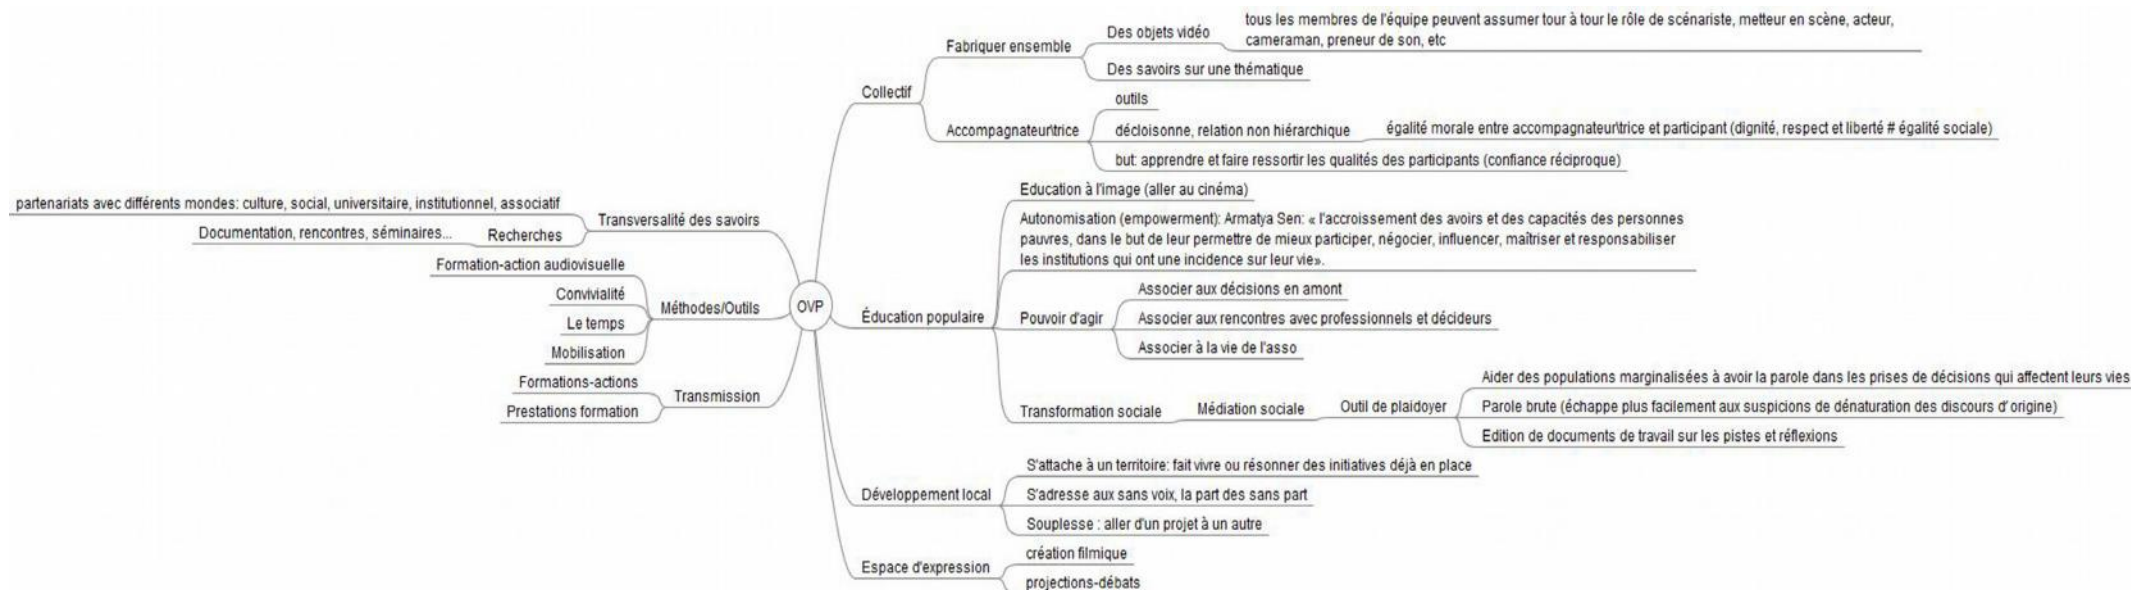 OVP
Collectif
Fabriquer ensemble
Des objets vidéo
tous les membres de l'équipe peuvent assumer tour à tour le rôle de scénariste, metteur en scène, acteur,
cameraman, preneur de son, etc
Des savoirs sur une thématique
Accompagnateur\trice
outils
décloisonne, relation non hiérarchique
égalité morale entre accompagnateur\trice et participant (dignité, respect et liberté # égalité sociale)
but: apprendre et faire ressortir les qualités des participants (confiance réciproque)
Éducation populaire
Education à l'image (aller au cinéma)
Autonomisation (empowerment): Armatya Sen: « l'accroissement des avoirs et des capacités des personnes
pauvres, dans le but de leur permettre de mieux participer, négocier, influencer, maîtriser et responsabiliser
les institutions qui ont une incidence sur leur vie».
Pouvoir d'agir
Associer aux décisions en amont
Associer aux rencontres avec professionnels et décideurs
Associer à la vie de l'asso
Transformation sociale
Médiation sociale
Outil de plaidoyer
Aider des populations marginalisées à avoir la parole dans les prises de décisions qui affectent leurs vies
Parole brute (échappe plus facilement aux suspicions de dénaturation des discours d'origine)
Edition de documents de travail sur les pistes et réflexions
Développement local
S'attache à un territoire: fait vivre ou résonner des initiatives déjà en place
S'adresse aux sans voix, la part des sans part
Souplesse : aller d'un projet à un autre
Espace d'expression
création filmique
projections-débats
Transversalité des savoirs
partenariats avec différents mondes: culture, social, universitaire, institutionnel, associatif
Recherches
Documentation, rencontres, séminaires...
Méthodes/Outils
Formation-action audiovisuelle
Convivialité
Le temps
Mobilisation
Transmission
Formations-actions
Prestations formation